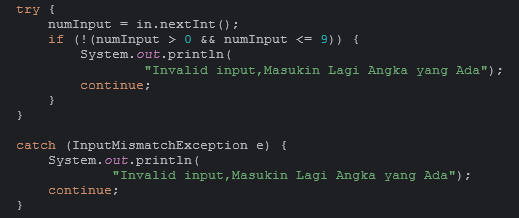 try {
    numInput = in.nextInt();
    if (!(numInput > 0 && numInput <= 9)) {
        System.out.println(
                "Invalid input,Masukin Lagi Angka yang Ada");
        continue;
    }
}

catch (InputMismatchException e) {
    System.out.println(
            "Invalid input,Masukin Lagi Angka yang Ada");
    continue;
}